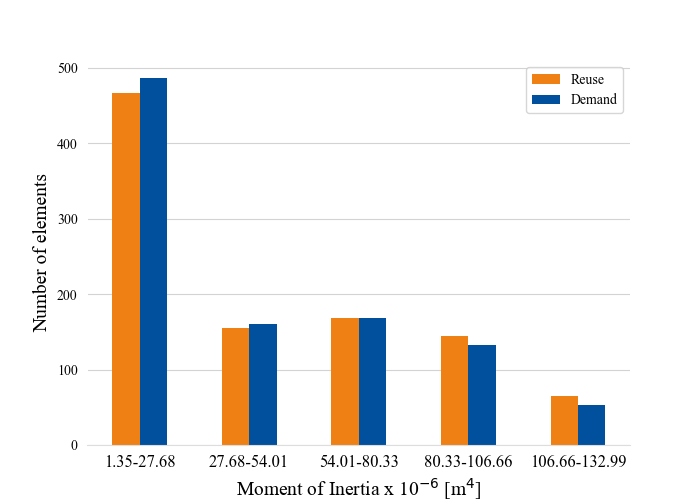 500
400
300
200
100
0
Number of elements
Reuse
Demand
1.35-27.68 27.68-54.01 54.01-80.33 80.33-106.66 106.66-132.99
Moment of Inertia x 10⁻⁶ [m⁴]